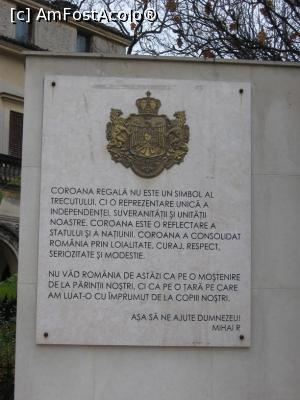 © AmFostAcolo®
COROANA REGALĂ NU ESTE UN SIMBOL AL
TRECUTULUI, CI O REPREZENTARE UNICĂ A
INDEPENDENȚEI, SUVERANITĂȚII ȘI UNITĂȚII
NOASTRE. COROANA ESTE O REFLECTARE A
STATULUI ȘI A NAȚIUNII. COROANA A CONSOLIDAT
ROMÂNIA PRIN LOIALITATE, CURAJ, RESPECT,
SERIOZITATE ȘI MODESTIE.
NU VĂD ROMÂNIA DE ASTĂZI CA PE O MOȘTENIRE
DE LA PĂRINȚII NOȘTRI, CI CA PE O ȚARĂ PE CARE
AM LUAT-O CU ÎMPRUMUT DE LA COPIII NOȘTRI.
AȘA SĂ NE AJUTE DUMNEZEU!
MIHAI R